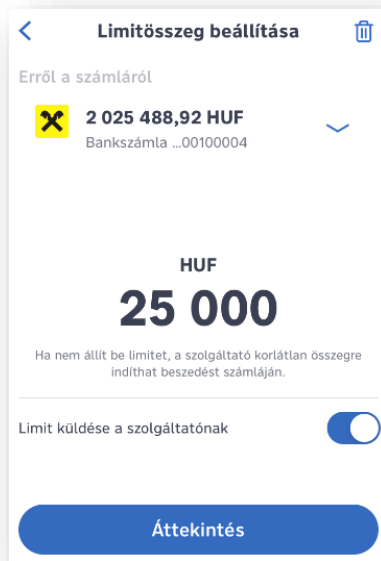 Limitösszeg beállítása
Erről a számláról
2 025 488,92 HUF
Bankszámla ...00100004
HUF
25 000
Ha nem állít be limitet, a szolgáltató korlátlan összegre
indíthat beszedést számláján.
Limit küldése a szolgáltatónak
Áttekintés